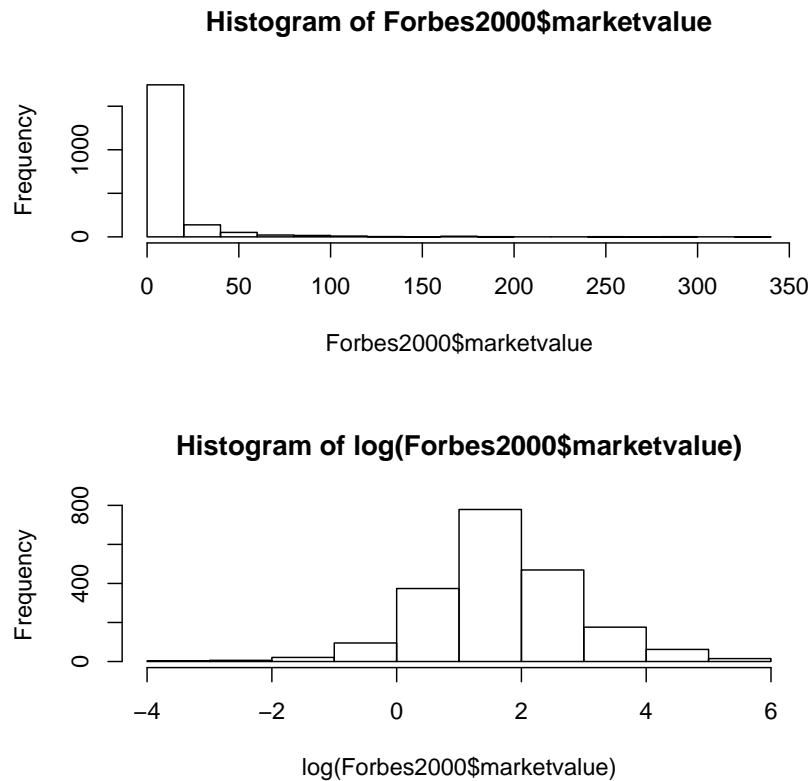 Histogram of Forbes2000$marketvalue
Frequency
0 1000
0 50 100 150 200 250 300 350
Forbes2000$marketvalue
Histogram of log(Forbes2000$marketvalue)
Frequency
0 400 800
−4 −2 0 2 4 6
log(Forbes2000$marketvalue)